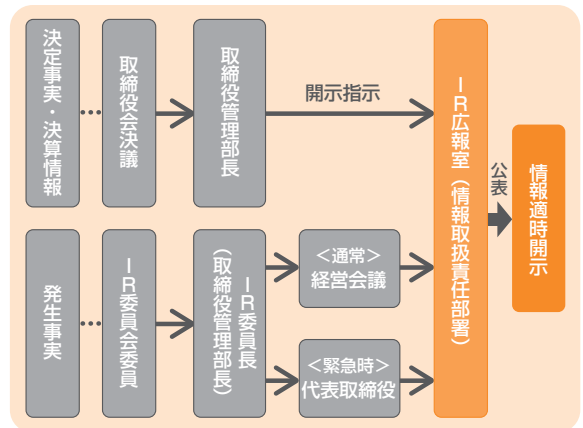 決定事実・決算情報
取締役会決議
取締役管理部長
開示指示
IR広報室（情報取扱責任部署）
公表
情報適時開示
発生事実
IR委員会委員
IR委員長
（取締役管理部長）
＜通常＞
経営会議
＜緊急時＞
代表取締役